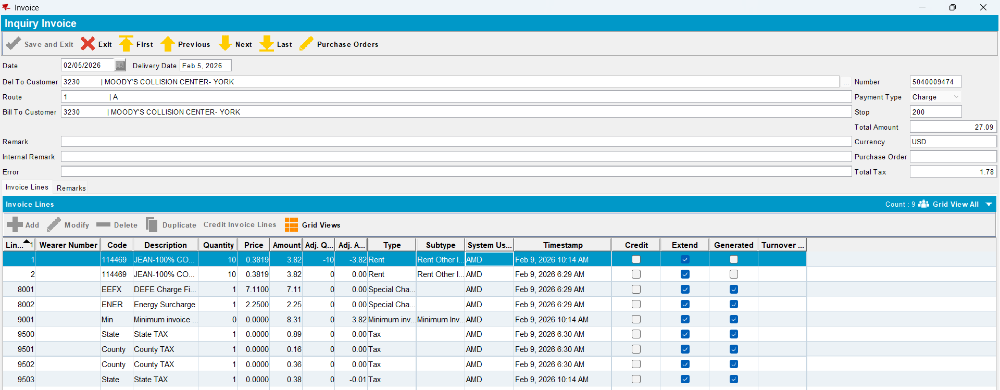 Invoice
Inquiry Invoice
Save and Exit Exit First Previous Next Last Purchase Orders
Date 02/05/2026 Delivery Date Feb 5, 2026
Del To Customer 3230 | MOODY'S COLLISION CENTER- YORK ... Number 5040009474
Route 1 | A Payment Type Charge
Bill To Customer 3230 | MOODY'S COLLISION CENTER- YORK Stop 200
Total Amount 27.09
Remark Currency USD
Internal Remark Purchase Order
Error Total Tax 1.78
Invoice Lines Remarks
Invoice Lines Count : 9 Grid View All
Add Modify Delete Duplicate Credit Invoice Lines Grid Views
Lin... 1 Wearer Number Code Description Quantity Price Amount Adj. Q... Adj. A... Type Subtype System Us... Timestamp Credit Extend Generated Turnover ...
1 114469 JEAN-100% CO... 10 0.3819 3.82 -10 -3.82 Rent Rent Other I... AMD Feb 9, 2026 10:14 AM
2 114469 JEAN-100% CO... 10 0.3819 3.82 0 0.00 Rent Rent Other I... AMD Feb 9, 2026 6:29 AM
8001 EEFX DEFE Charge Fi... 1 7.1100 7.11 0 0.00 Special Cha... AMD Feb 9, 2026 6:29 AM
8002 ENER Energy Surcharge 1 2.2500 2.25 0 0.00 Special Cha... AMD Feb 9, 2026 6:29 AM
9001 Min Minimum invoice ... 0 0.0000 8.31 0 3.82 Minimum inv... Minimum Inv... AMD Feb 9, 2026 10:14 AM
9500 State State TAX 1 0.0000 0.89 0 0.00 Tax AMD Feb 9, 2026 6:30 AM
9501 County County TAX 1 0.0000 0.16 0 0.00 Tax AMD Feb 9, 2026 6:30 AM
9502 County County TAX 1 0.0000 0.36 0 0.00 Tax AMD Feb 9, 2026 6:30 AM
9503 State State TAX 1 0.0000 0.38 0 -0.01 Tax AMD Feb 9, 2026 10:14 AM